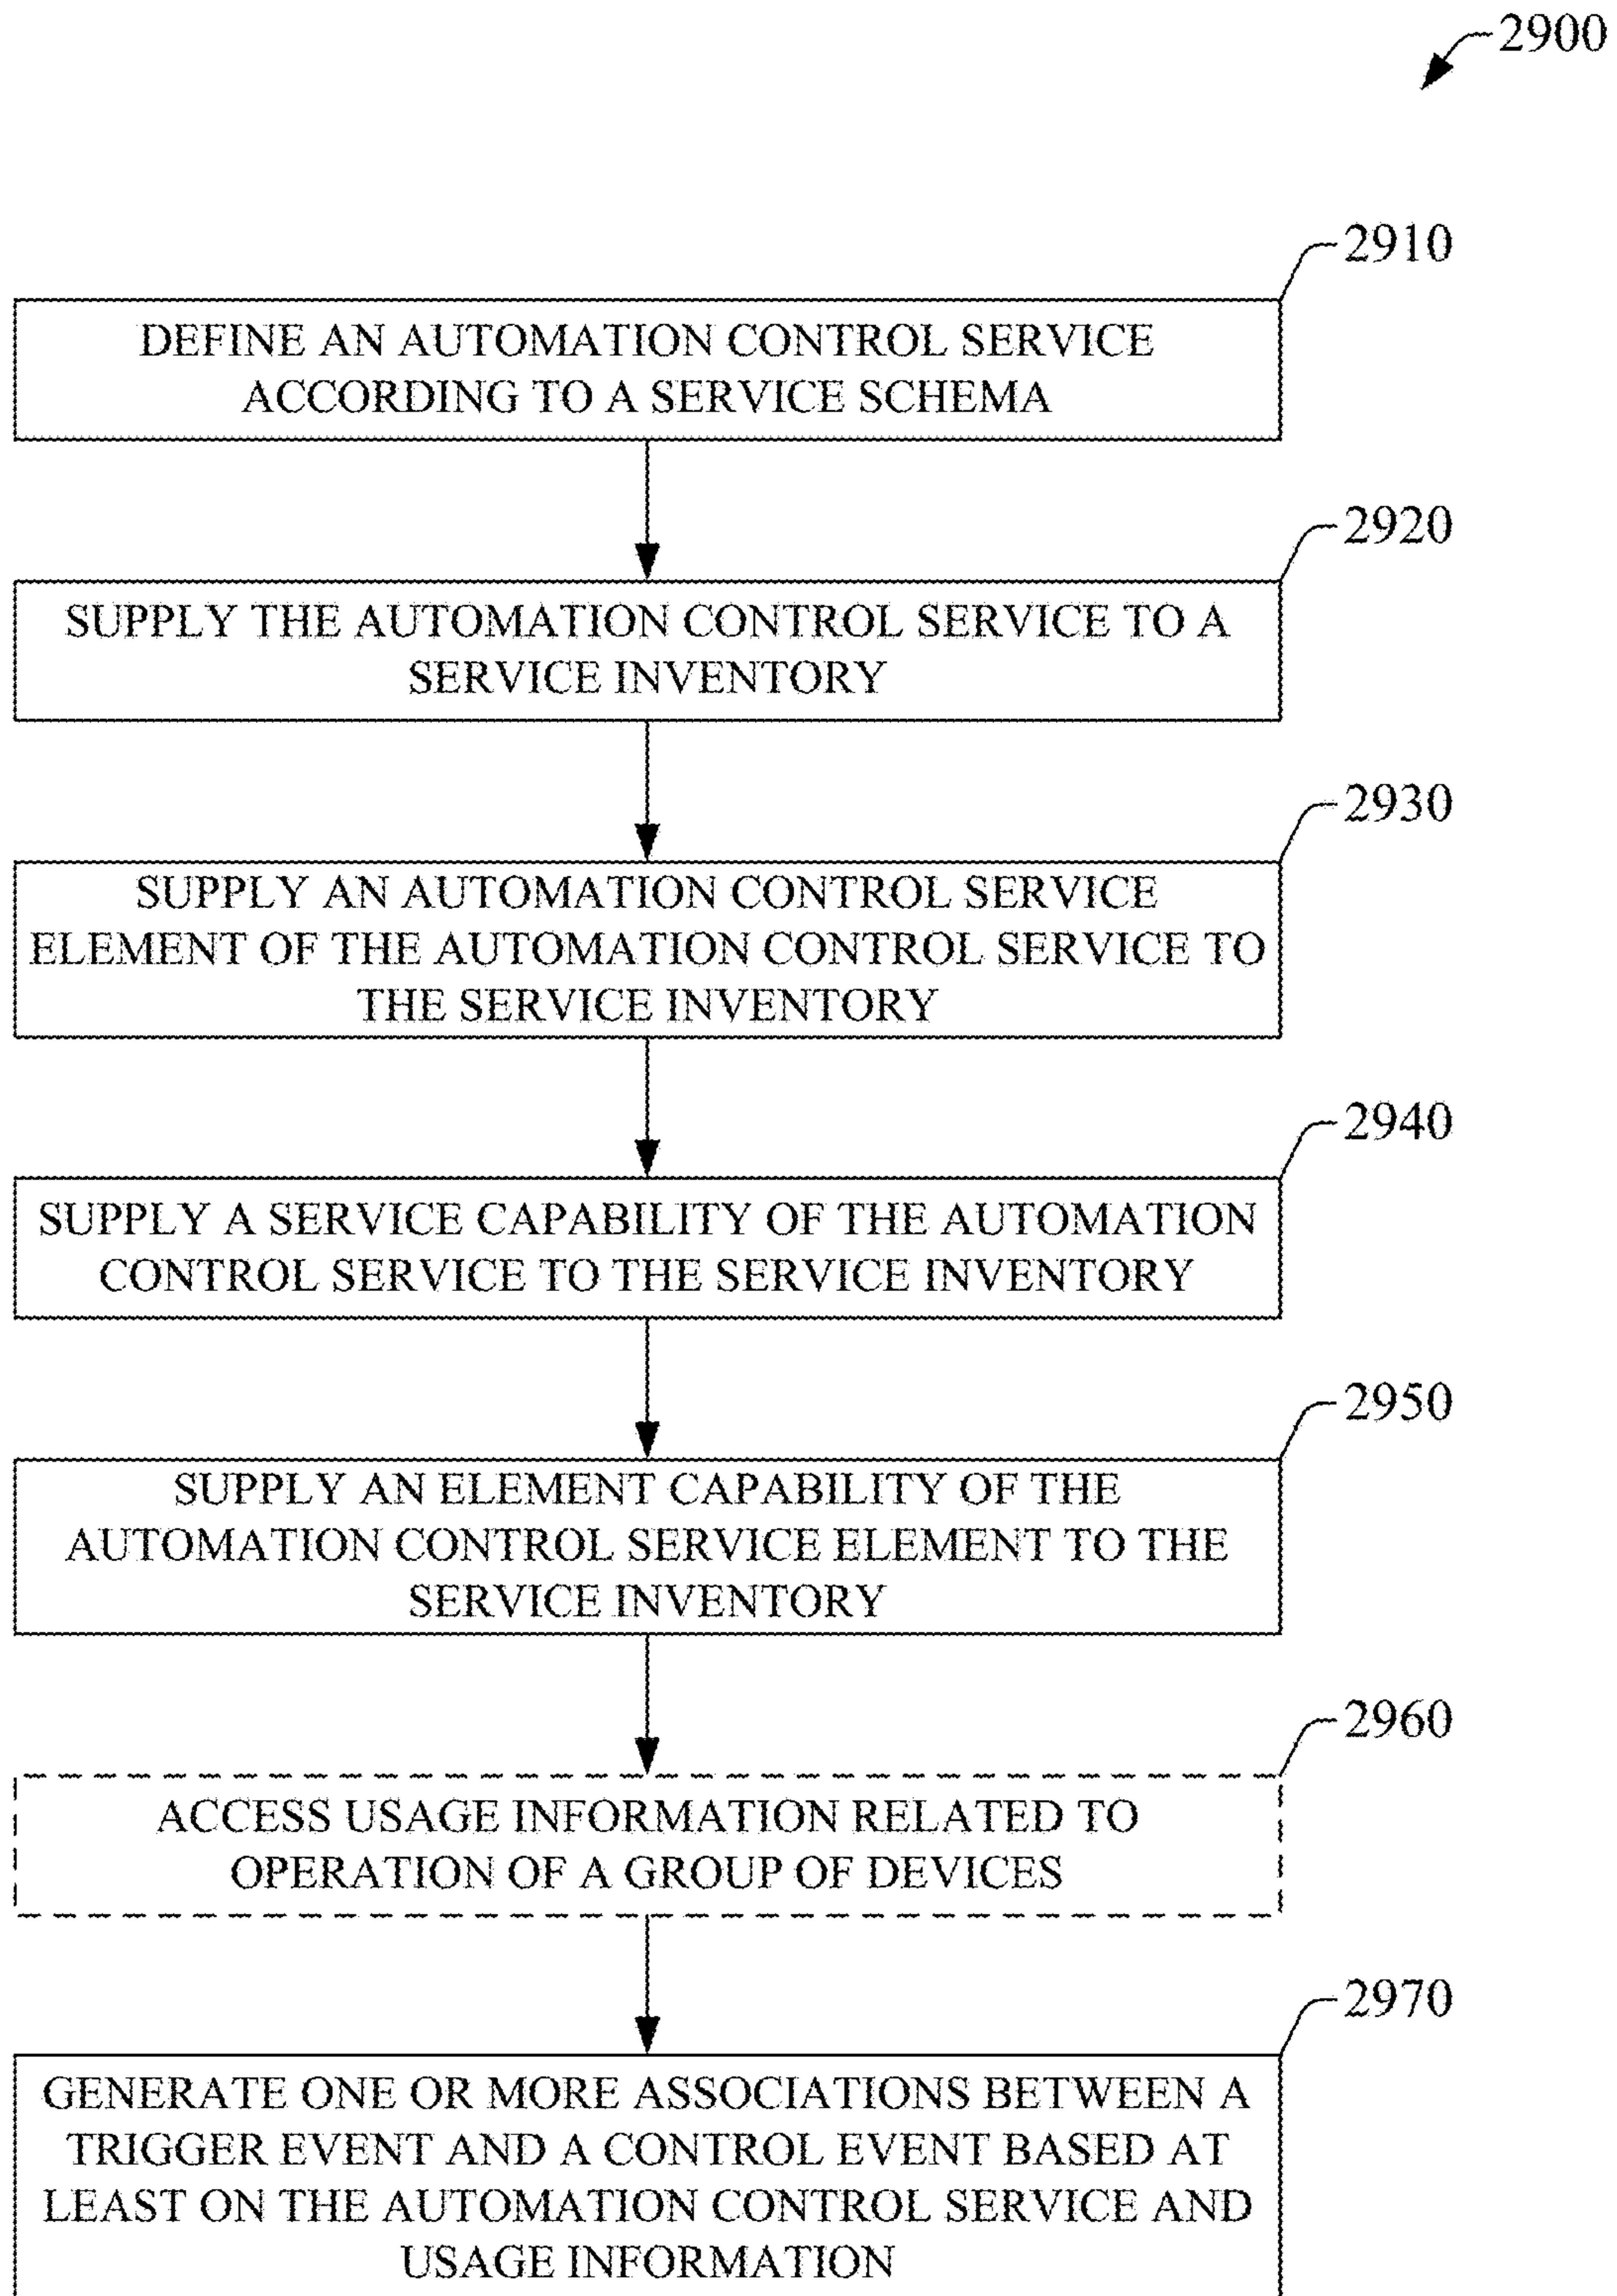 2900
2910
DEFINE AN AUTOMATION CONTROL SERVICE
ACCORDING TO A SERVICE SCHEMA
2920
SUPPLY THE AUTOMATION CONTROL SERVICE TO A
SERVICE INVENTORY
2930
SUPPLY AN AUTOMATION CONTROL SERVICE
ELEMENT OF THE AUTOMATION CONTROL SERVICE TO
THE SERVICE INVENTORY
2940
SUPPLY A SERVICE CAPABILITY OF THE AUTOMATION
CONTROL SERVICE TO THE SERVICE INVENTORY
2950
SUPPLY AN ELEMENT CAPABILITY OF THE
AUTOMATION CONTROL SERVICE ELEMENT TO THE
SERVICE INVENTORY
2960
ACCESS USAGE INFORMATION RELATED TO
OPERATION OF A GROUP OF DEVICES
2970
GENERATE ONE OR MORE ASSOCIATIONS BETWEEN A
TRIGGER EVENT AND A CONTROL EVENT BASED AT
LEAST ON THE AUTOMATION CONTROL SERVICE AND
USAGE INFORMATION